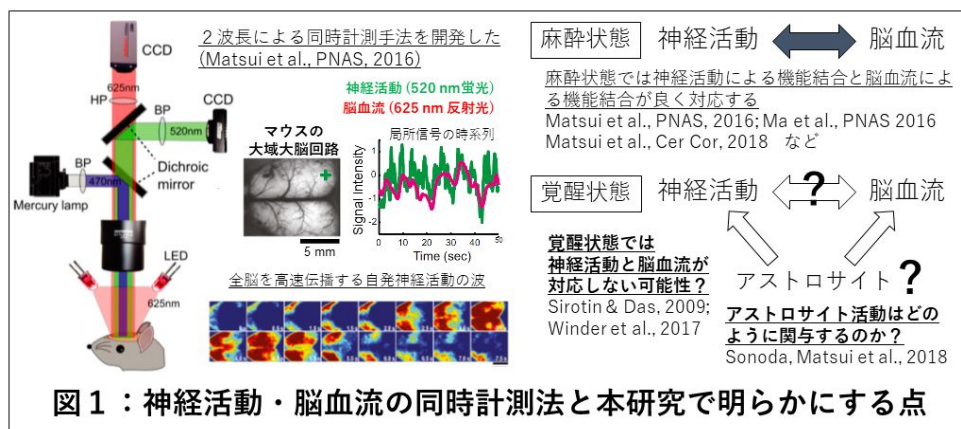 CCD
625nm
HP
BP
CCD
520nm
Dichroic
mirror
BP
470nm
Mercury lamp
LED
625nm
２波長による同時計測手法を開発した
(Matsui et al., PNAS, 2016)
神経活動 (520 nm蛍光)
脳血流 (625 nm 反射光)
マウスの
大域大脳回路
5 mm
局所信号の時系列
Signal Intensity
1
0
-1
-2
0 10 20 30 40 50
Time (sec)
全脳を高速伝播する自発神経活動の波
麻酔状態 神経活動 脳血流
麻酔状態では神経活動による機能結合と脳血流によ
る機能結合が良く対応する
Matsui et al., PNAS, 2016; Ma et al., PNAS 2016
Matsui et al., Cer Cor, 2018 など
覚醒状態 神経活動 ? 脳血流
覚醒状態では
神経活動と脳血流が
対応しない可能性？
Sirotin & Das, 2009;
Winder et al., 2017
アストロサイト ?
アストロサイト活動はどの
ように関与するのか？
Sonoda, Matsui et al., 2018
図１：神経活動・脳血流の同時計測法と本研究で明らかにする点